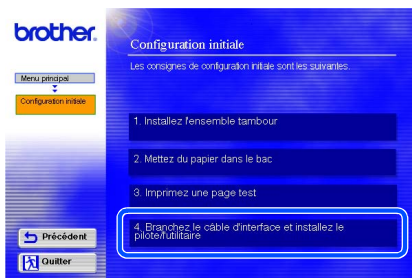 brother.
Menu principal
Configuration initiale
Précédent
Quitter
Configuration initiale
Les consignes de configuration initiale sont les suivantes.
1. Installez l'ensemble tambour
2. Mettez du papier dans le bac
3. Imprimez une page test
4. Branchez le câble d'interface et installez le
pilote/l'utilitaire